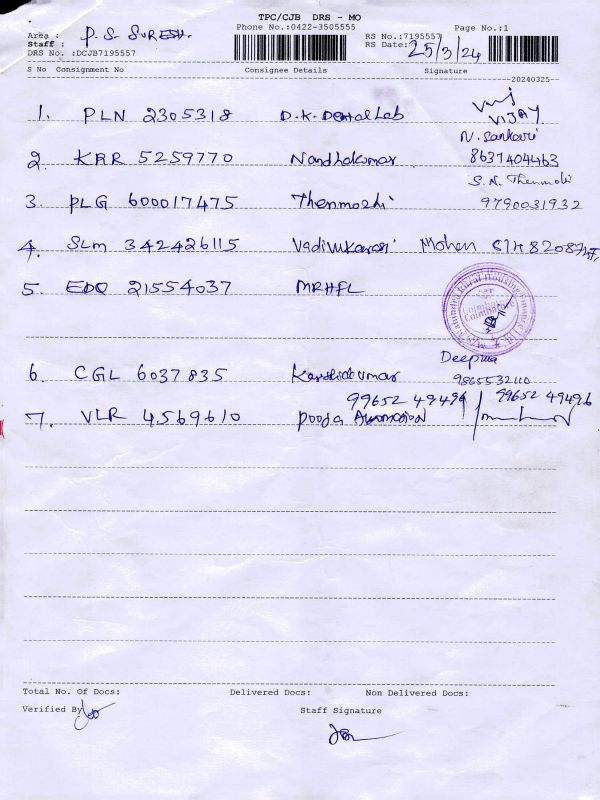 TPC/CJB DRS - MO
Phone No.:0422-3505555
Page No.:1
Area :
Staff : P. S. SURESH.
RS No.:7195557
RS Date: 25/3/24
DRS No. :DCJB7195557
S No Consignment No Consignee Details Signature
20240325
1. PLN 2305318 D.K. Dental Lab VIJAY
N. Sankari
2. KRR 5259770 Nandhakumar 8637404463
S. N. Thenmozhi
3. PLG 600017475 Thenmozhi 9790031932
4. SLM 342426115 Vadivukarasi Mohan
5. EDQ 21554037 MRHFL
Coimbatore
Deepika
6. CGL 6037835 Karthickumar 9865532110
99652 49496 99652 49496
7. VLR 4569610 Pooja Automation
Total No. Of Docs: Delivered Docs: Non Delivered Docs:
Verified By
Staff Signature